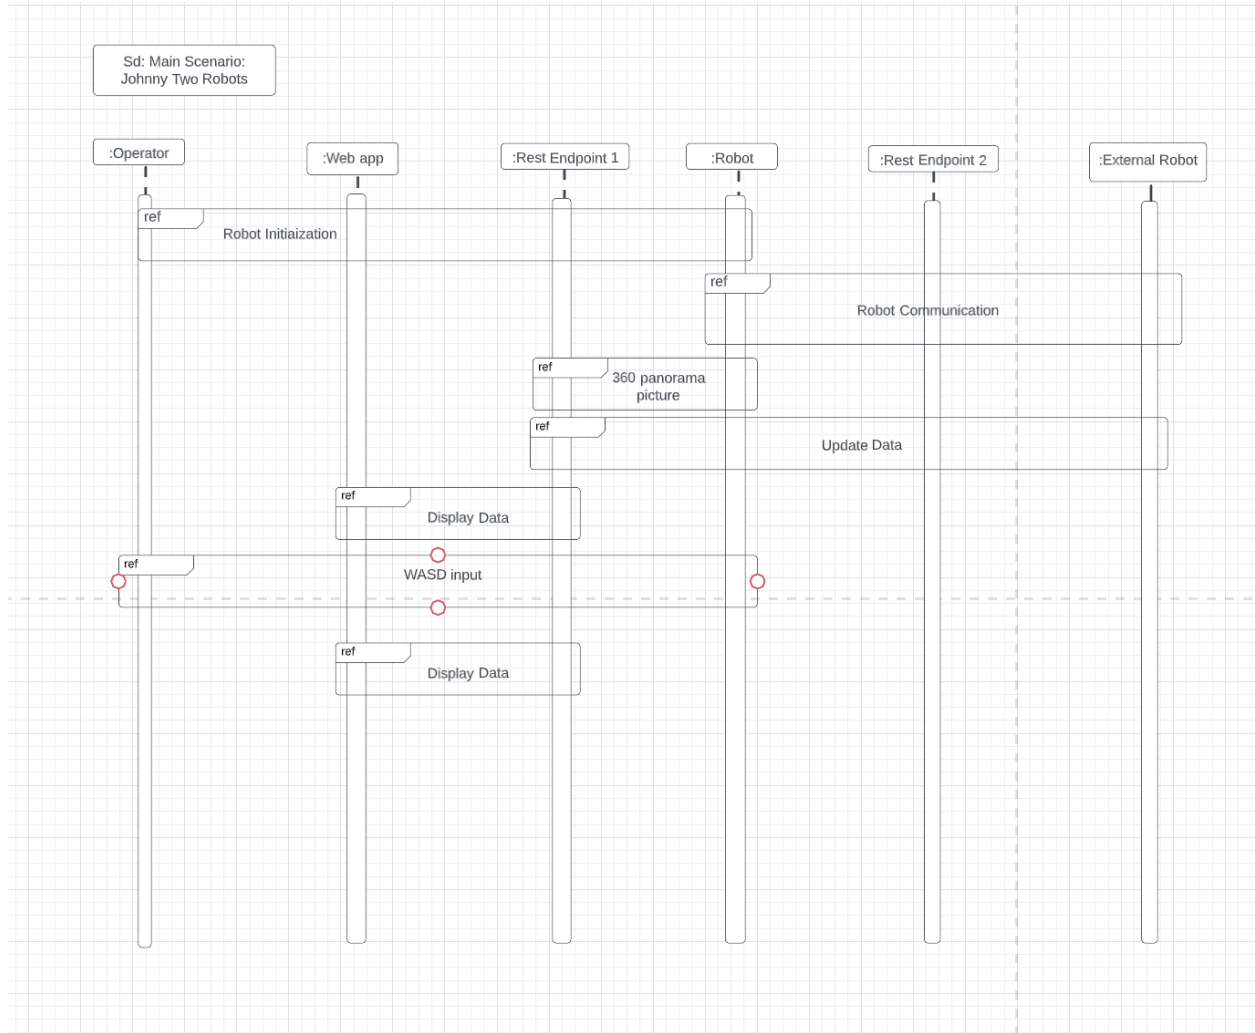 Sd: Main Scenario:
Johnny Two Robots
:Operator
:Web app
:Rest Endpoint 1
:Robot
:Rest Endpoint 2
:External Robot
ref
Robot Initiaization
ref
Robot Communication
ref
360 panorama
picture
ref
Update Data
ref
Display Data
ref
WASD input
ref
Display Data